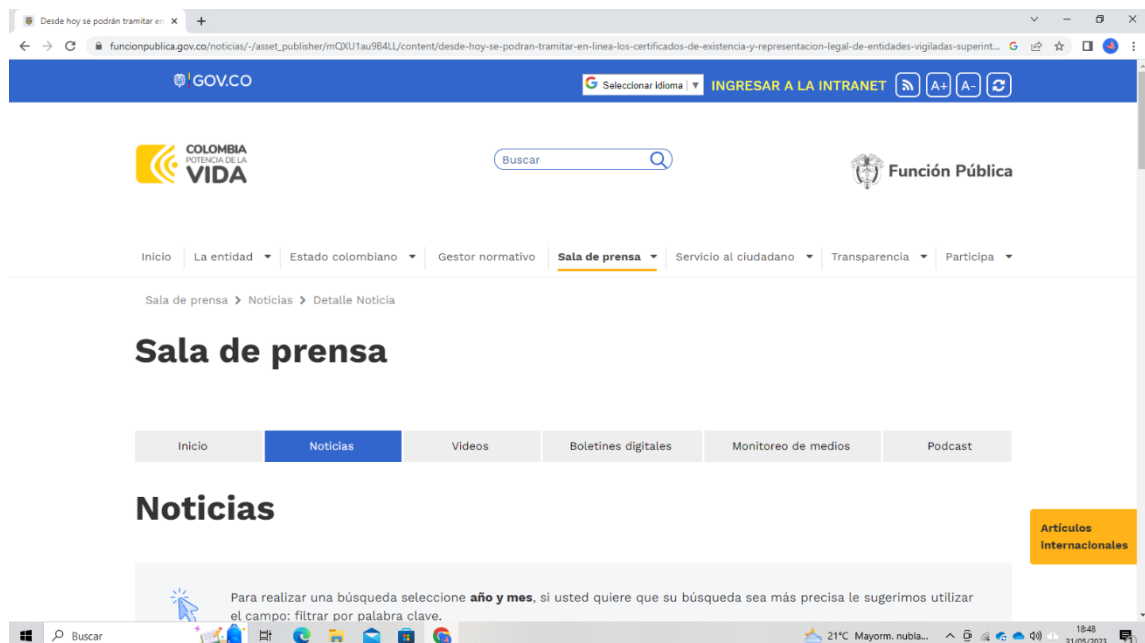 Desde hoy se podrán tramitar en
funcionpublica.gov.co/noticias/-/asset_publisher/mQXU1au9B4LL/content/desde-hoy-se-podran-tramitar-en-linea-los-certificados-de-existencia-y-representacion-legal-de-entidades-vigiladas-superint...
GOV.CO
Seleccionar idioma
INGRESAR A LA INTRANET
A+ A-
COLOMBIA
POTENCIA DE LA
VIDA
Buscar
Función Pública
Inicio La entidad Estado colombiano Gestor normativo Sala de prensa Servicio al ciudadano Transparencia Participa
Sala de prensa > Noticias > Detalle Noticia
Sala de prensa
Inicio Noticias Videos Boletines digitales Monitoreo de medios Podcast
Noticias
Artículos
internacionales
Para realizar una búsqueda seleccione año y mes, si usted quiere que su búsqueda sea más precisa le sugerimos utilizar
el campo: filtrar por palabra clave.
Buscar
21°C Mayorm. nubla...
18:48
31/05/2023